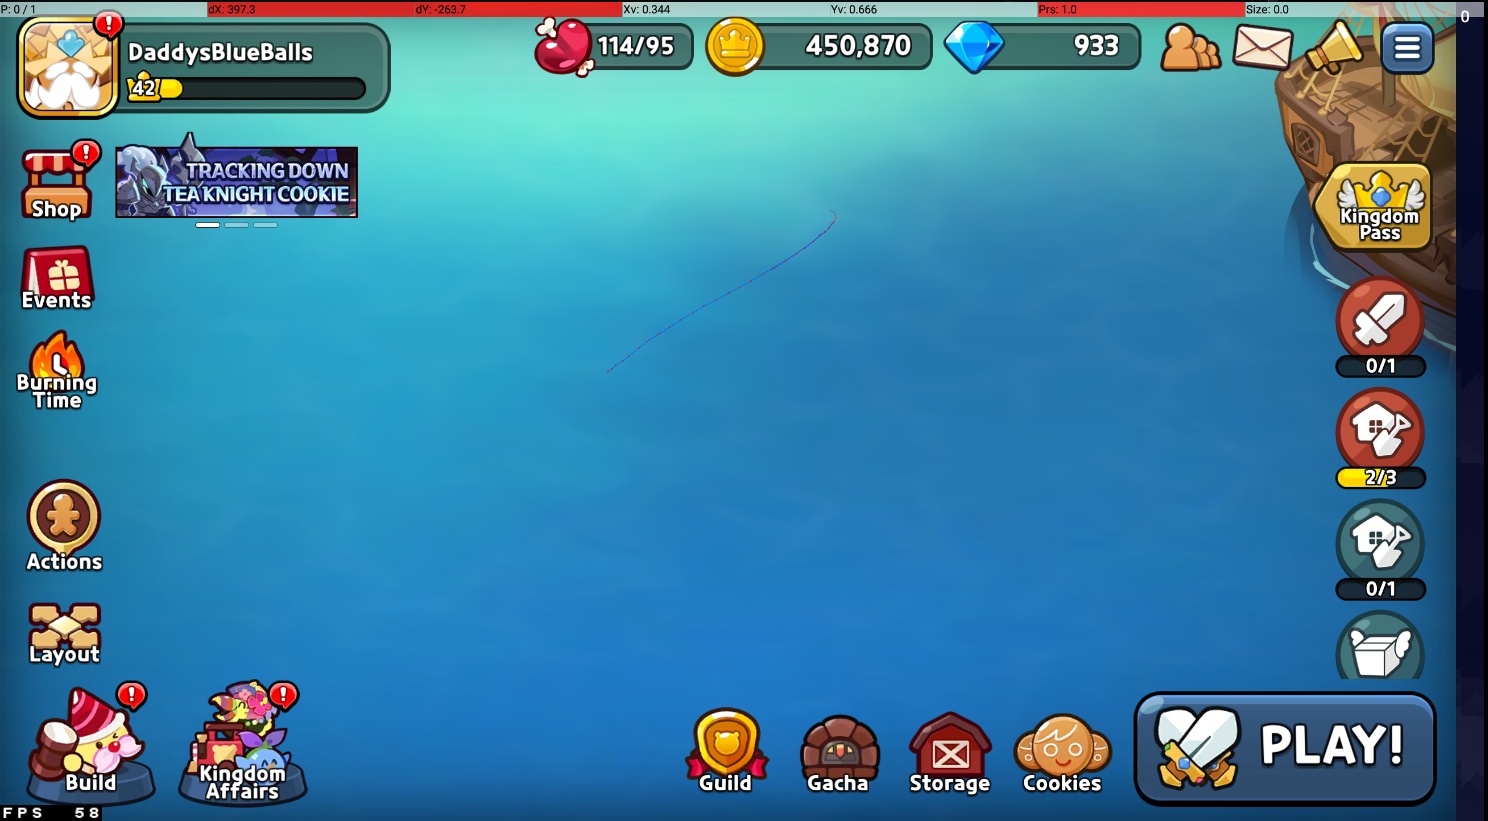 P: 0 / 1 dX: 397.3 dY: -263.7 Xv: 0.344 Yv: 0.666 Prs: 1.0 Size: 0.0
0
DaddysBlueBalls
42
114/95
450,870
933
Shop
TRACKING DOWN
TEA KNIGHT COOKIE
Kingdom
Pass
Events
Burning
Time
0/1
2/3
0/1
Actions
Layout
Build
Kingdom
Affairs
Guild
Gacha
Storage
Cookies
PLAY!
FPS 58